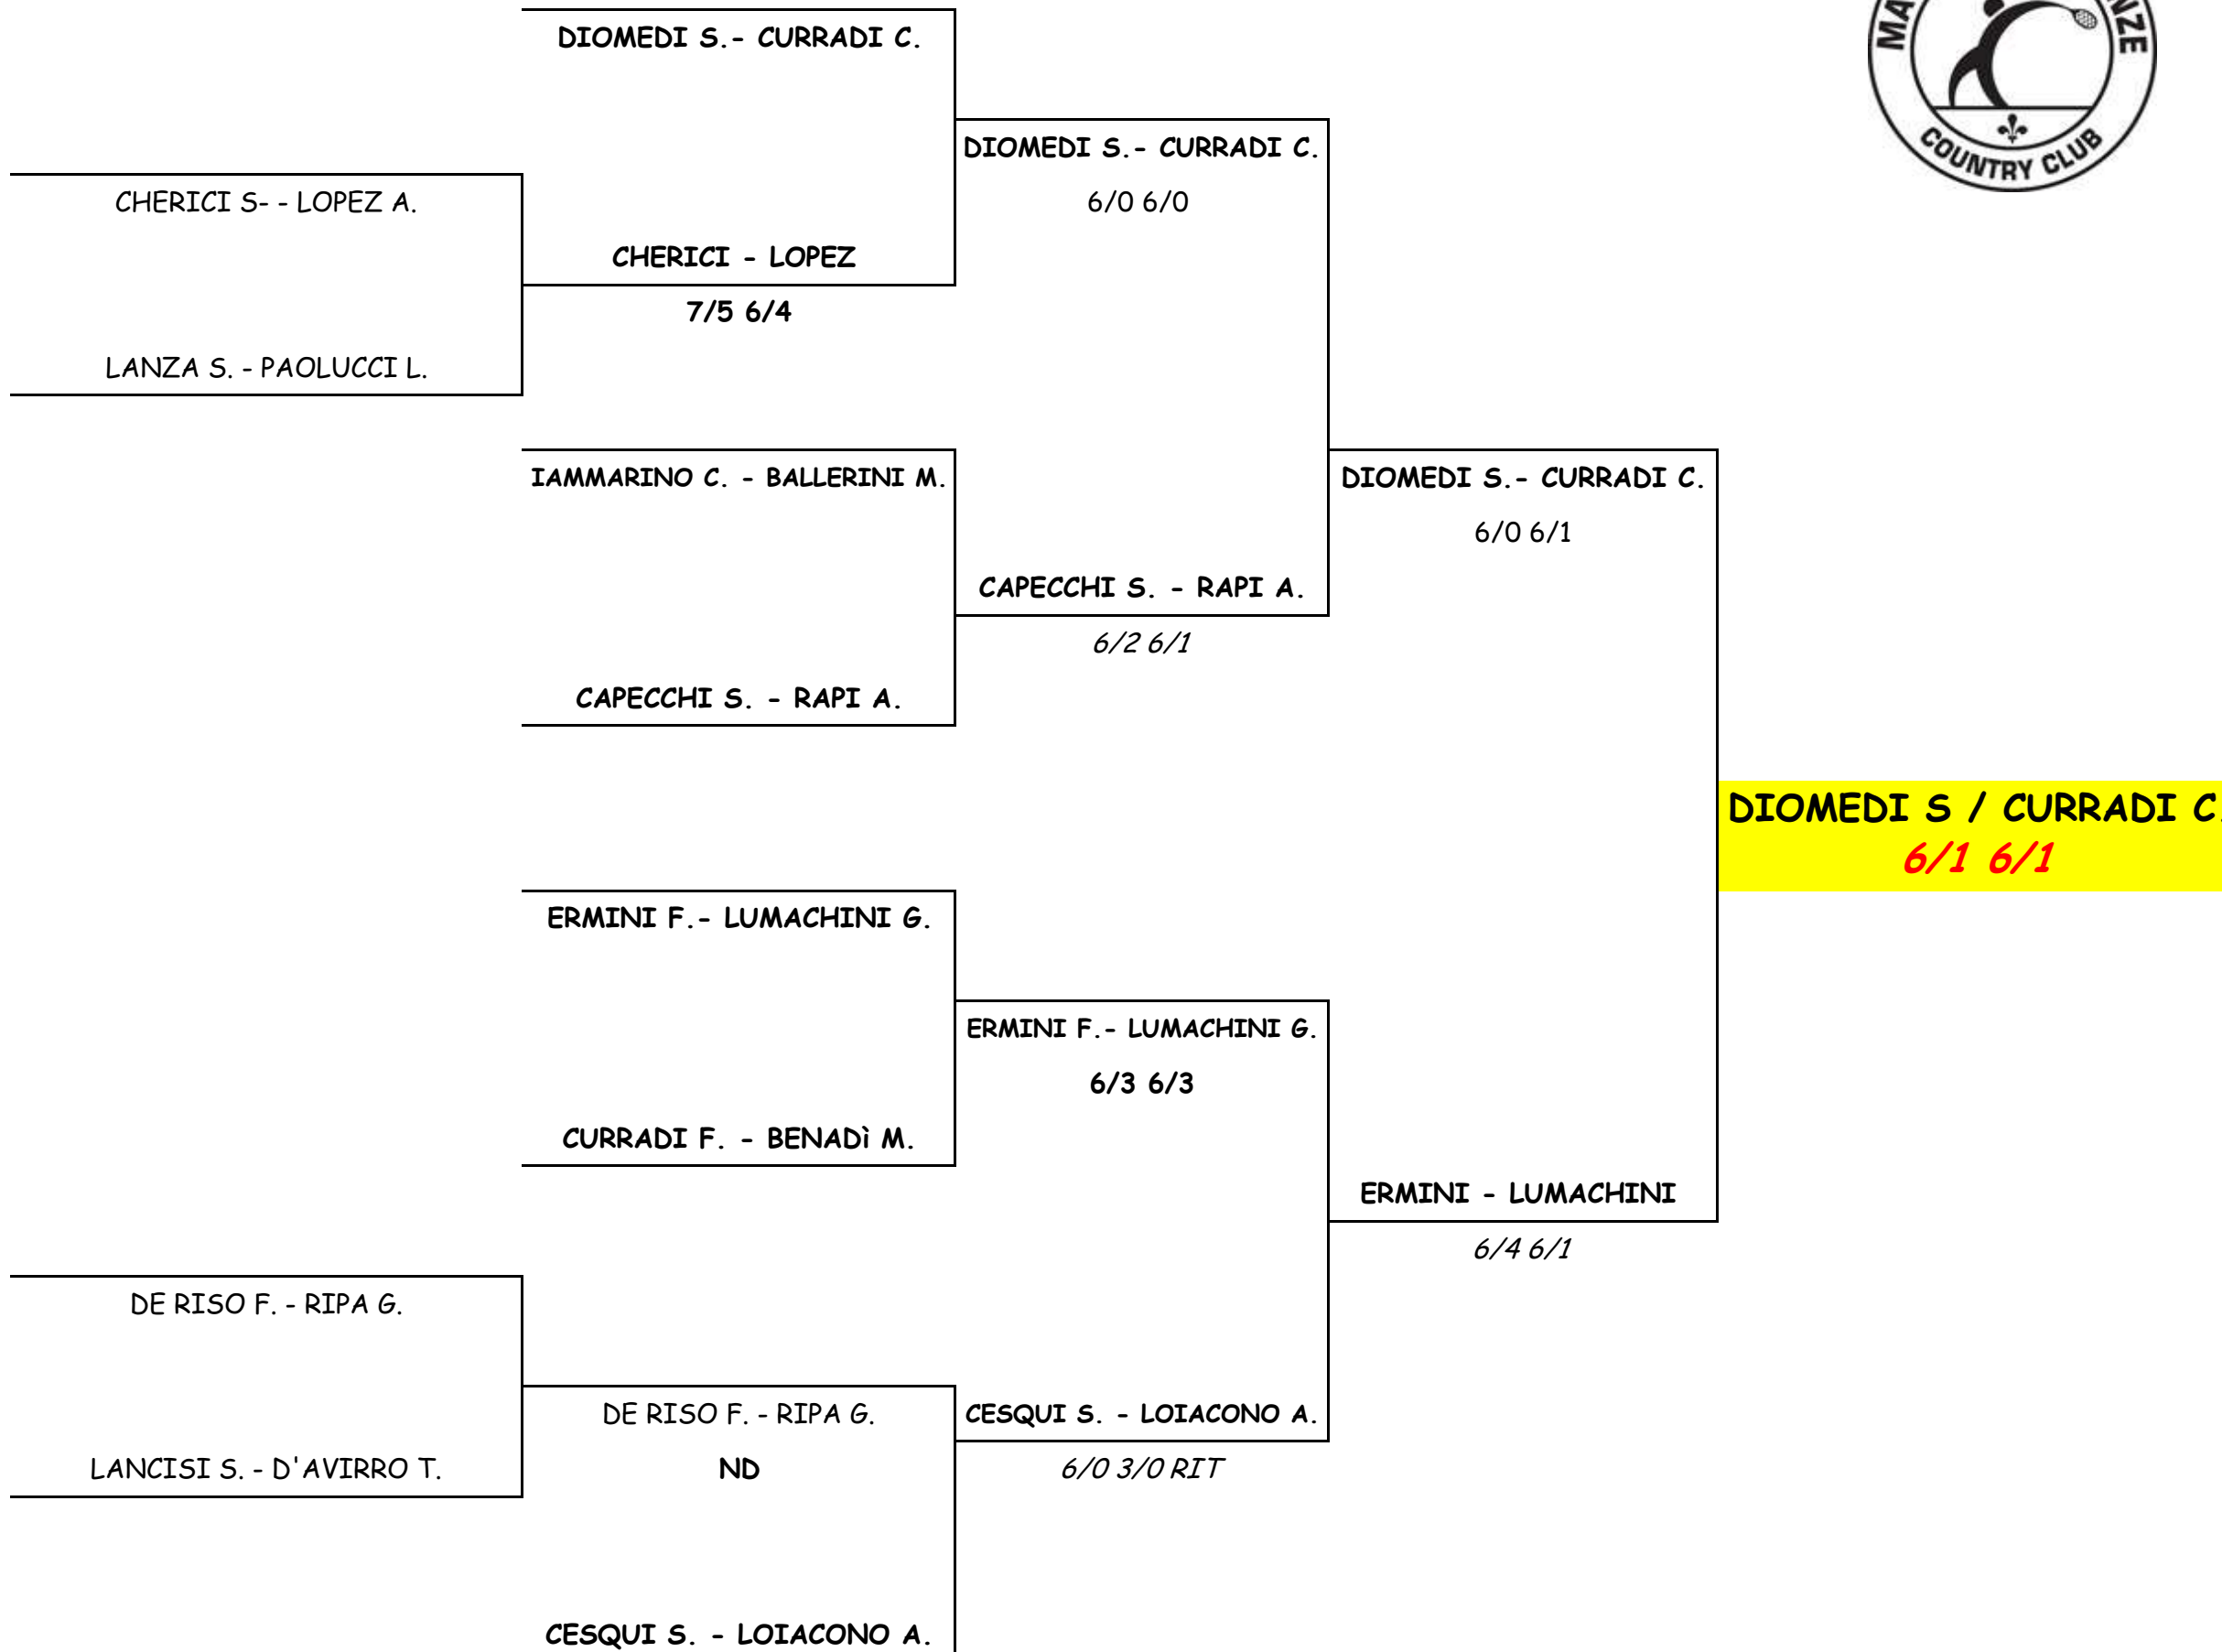 DIOMEDI S.- CURRADI C.
COUNTRY CLUB
DIOMEDI S.- CURRADI C.
CHERICI S- - LOPEZ A.
6/0 6/0
CHERICI - LOPEZ
7/5 6/4
LANZA S. - PAOLUCCI L.
IAMMARINO C. - BALLERINI M.
DIOMEDI S.- CURRADI C.
6/0 6/1
CAPECCHI S. - RAPI A.
6/2 6/1
CAPECCHI S. - RAPI A.
DIOMEDI S / CURRADI C
6/1 6/1
ERMINI F.- LUMACHINI G.
ERMINI F.- LUMACHINI G.
6/3 6/3
CURRADI F. - BENADÌ M.
ERMINI - LUMACHINI
6/4 6/1
DE RISO F. - RIPA G.
DE RISO F. - RIPA G.
CESQUI S. - LOIACONO A.
LANCISI S. - D'AVIRRO T.
ND
6/0 3/0 RIT
CESQUI S. - LOIACONO A.